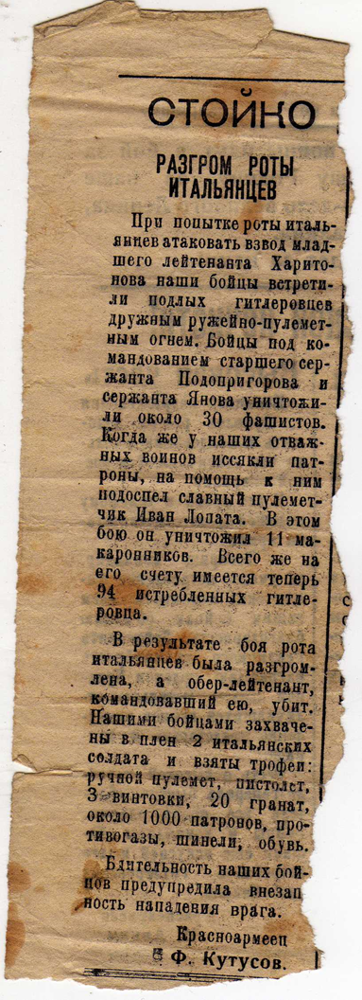 СТОЙКО
РАЗГРОМ РОТЫ
ИТАЛЬЯНЦЕВ
При попытке роты италь-
янцев атаковать взвод млад-
шего лейтенанта Харито-
нова наши бойцы встрети-
ли подлых гитлеровцев
дружным ружейно-пулемет-
ным огнем. Бойцы под ко-
мандованием старшего сер-
жанта Подопригорова и
сержанта Янова уничтожи-
ли около 30 фашистов.
Когда же у наших отваж-
ных воинов иссякли пат-
роны, на помощь к ним
подоспел славный пулемет-
чик Иван Лопата. В этом
бою он уничтожил 11 ма-
каронников. Всего же на
его счету имеется теперь
94 истребленных гитле-
ровца.
В результате боя рота
итальянцев была разгром-
лена, а обер-лейтенант,
командовавший ею, убит.
Нашими бойцами захваче-
ны в плен 2 итальянских
солдата и взяты трофеи:
ручной пулемет, пистолет,
3 винтовки, 20 гранат,
около 1000 патронов, про-
тивогазы, шинели, обувь.
Бдительность наших бой-
цов предупредила внезап
ность нападения врага.
Красноармеец
Ф. Кутусов.